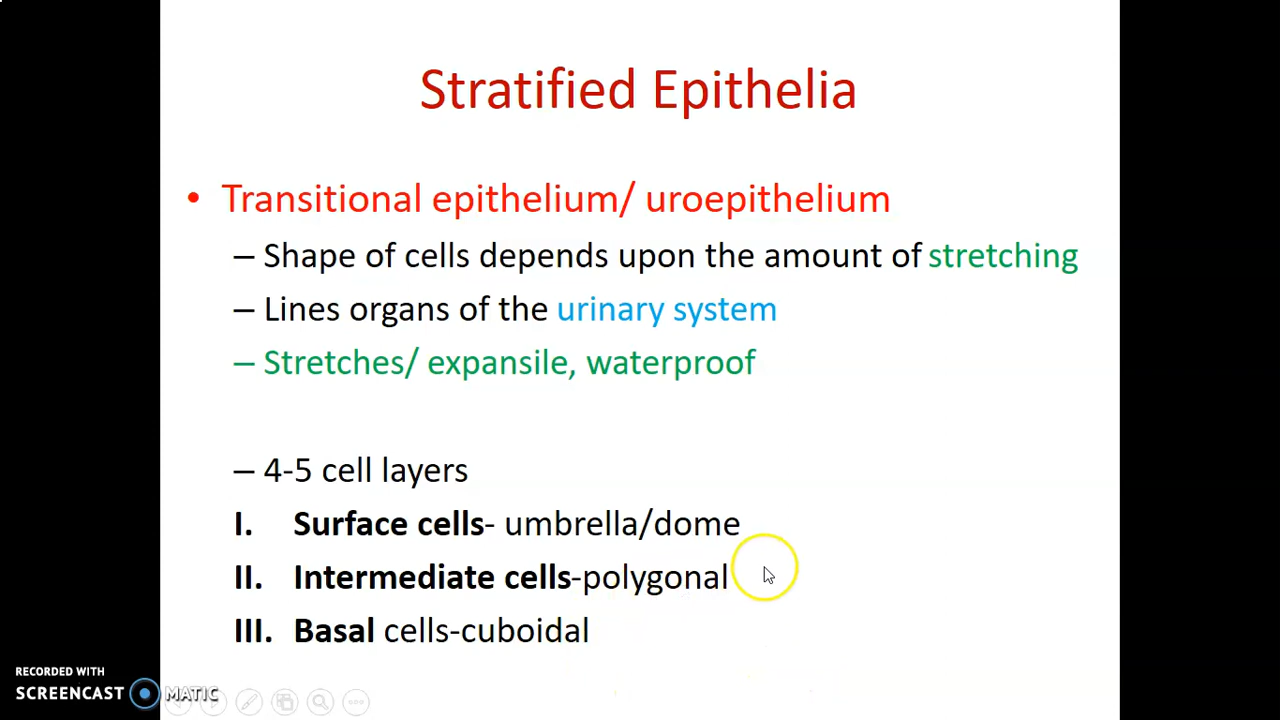 Stratified Epithelia
• Transitional epithelium/ uroepithelium
– Shape of cells depends upon the amount of stretching
– Lines organs of the urinary system
– Stretches/ expansile, waterproof
– 4-5 cell layers
I. Surface cells- umbrella/dome
II. Intermediate cells-polygonal
III. Basal cells-cuboidal
RECORDED WITH
SCREENCAST MATIC